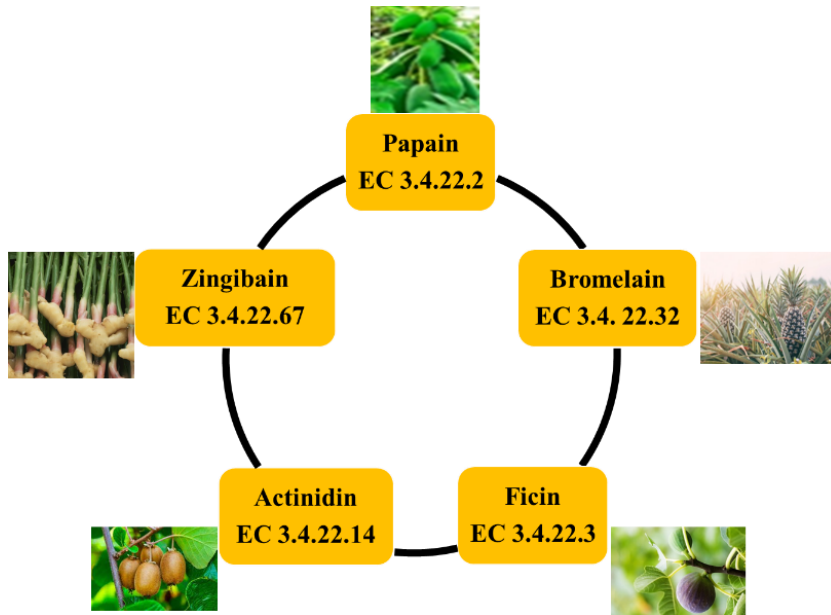 Papain
EC 3.4.22.2
Zingibain
EC 3.4.22.67
Bromelain
EC 3.4. 22.32
Actinidin
EC 3.4.22.14
Ficin
EC 3.4.22.3